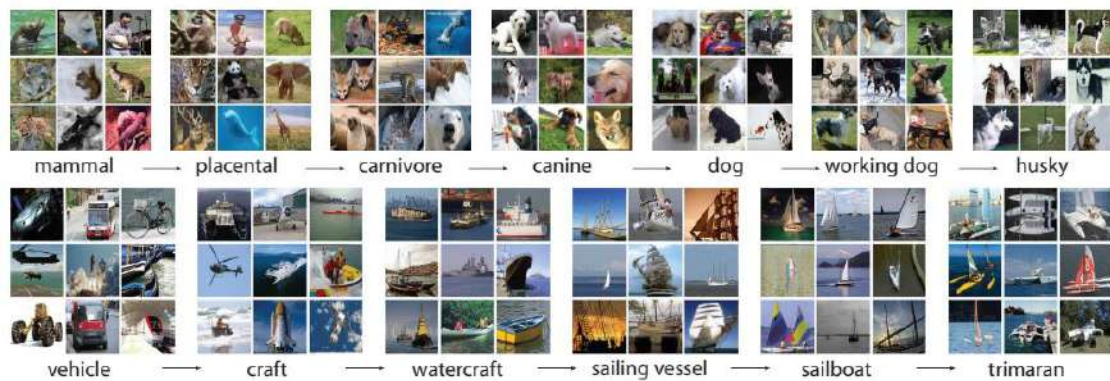 mammal → placental → carnivore → canine → dog → working dog → husky
vehicle → craft → watercraft → sailing vessel → sailboat → trimaran